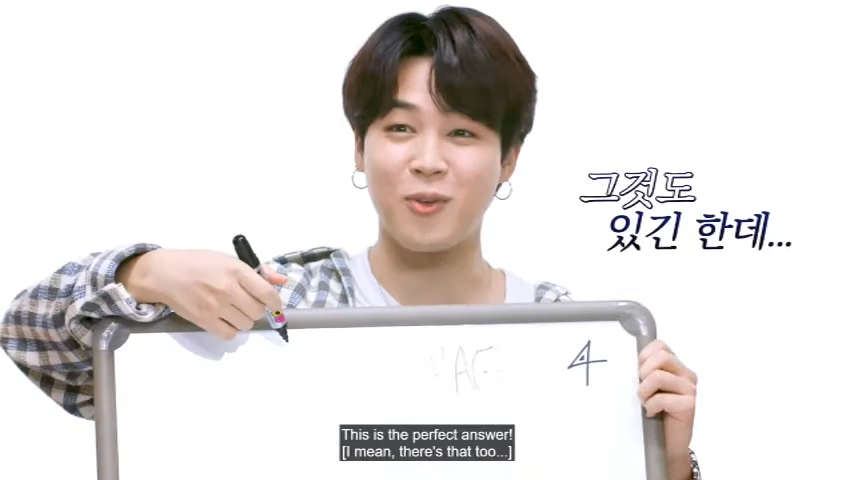 그것도
있긴 한데...
4
This is the perfect answer!
[I mean, there's that too...]